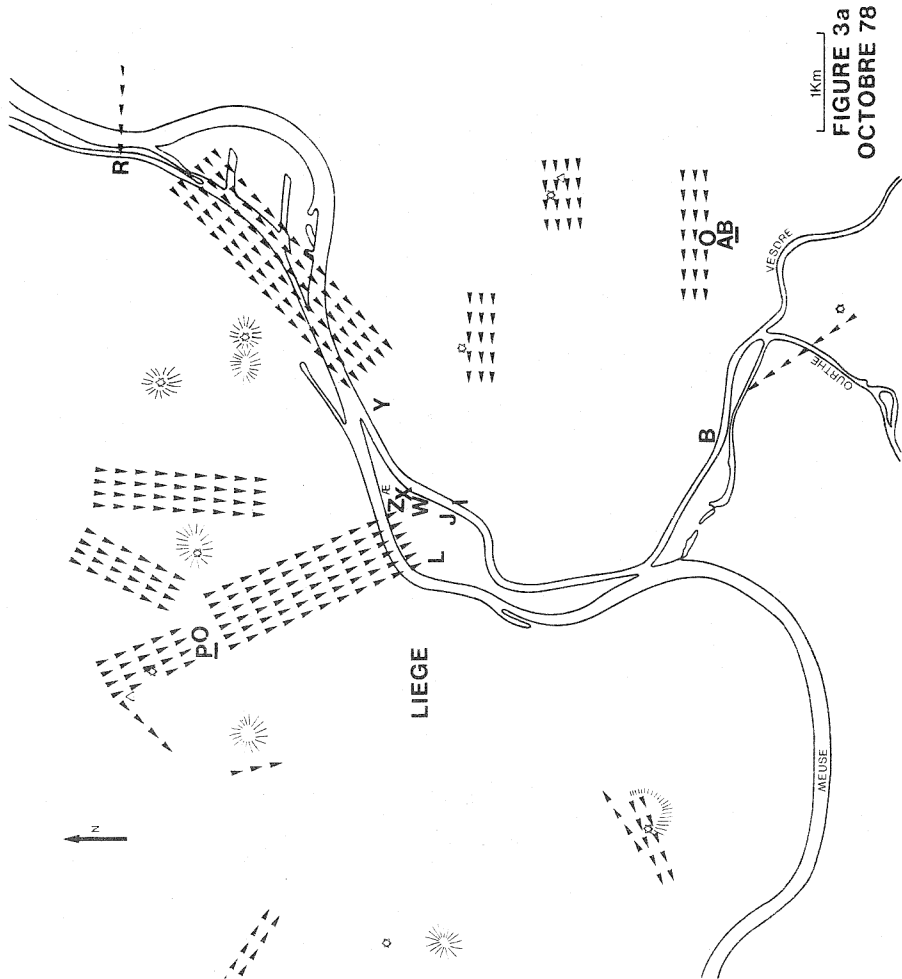 R
Y
Æ
Z
X
W
J I
L
PO
LIEGE
B
O
AB
VESDRE
OURTHE
MEUSE
N
1Km
FIGURE 3a
OCTOBRE 78